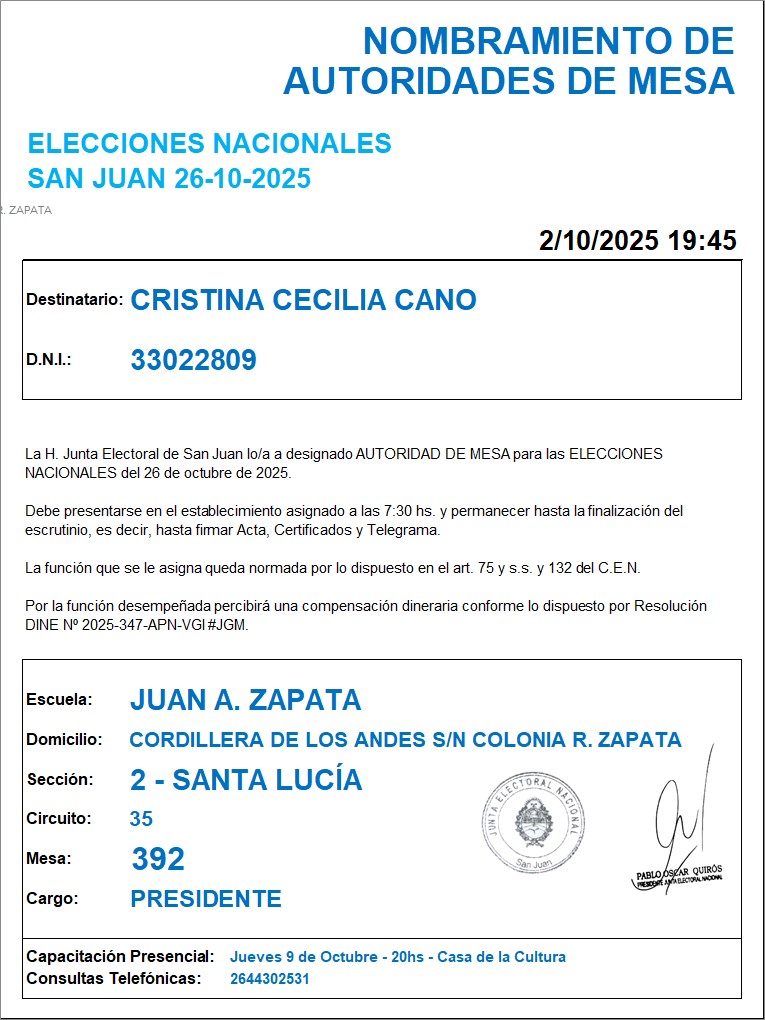 NOMBRAMIENTO DE
AUTORIDADES DE MESA
ELECCIONES NACIONALES
SAN JUAN 26-10-2025
R. ZAPATA
2/10/2025 19:45
Destinatario: CRISTINA CECILIA CANO
D.N.I.: 33022809
La H. Junta Electoral de San Juan lo/a a designado AUTORIDAD DE MESA para las ELECCIONES
NACIONALES del 26 de octubre de 2025.
Debe presentarse en el establecimiento asignado a las 7:30 hs. y permanecer hasta la finalización del
escrutinio, es decir, hasta firmar Acta, Certificados y Telegrama.
La función que se le asigna queda normada por lo dispuesto en el art. 75 y s.s. y 132 del C.E.N.
Por la función desempeñada percibirá una compensación dineraria conforme lo dispuesto por Resolución
DINE Nº 2025-347-APN-VGI#JGM.
Escuela: JUAN A. ZAPATA
Domicilio: CORDILLERA DE LOS ANDES S/N COLONIA R. ZAPATA
Sección: 2 - SANTA LUCÍA
Circuito: 35
Mesa: 392
Cargo: PRESIDENTE
JUNTA ELECTORAL NACIONAL
San Juan
PABLO OSCAR QUIRÓS
PRESIDENTE JUNTA ELECTORAL NACIONAL
Capacitación Presencial: Jueves 9 de Octubre - 20hs - Casa de la Cultura
Consultas Telefónicas: 2644302531